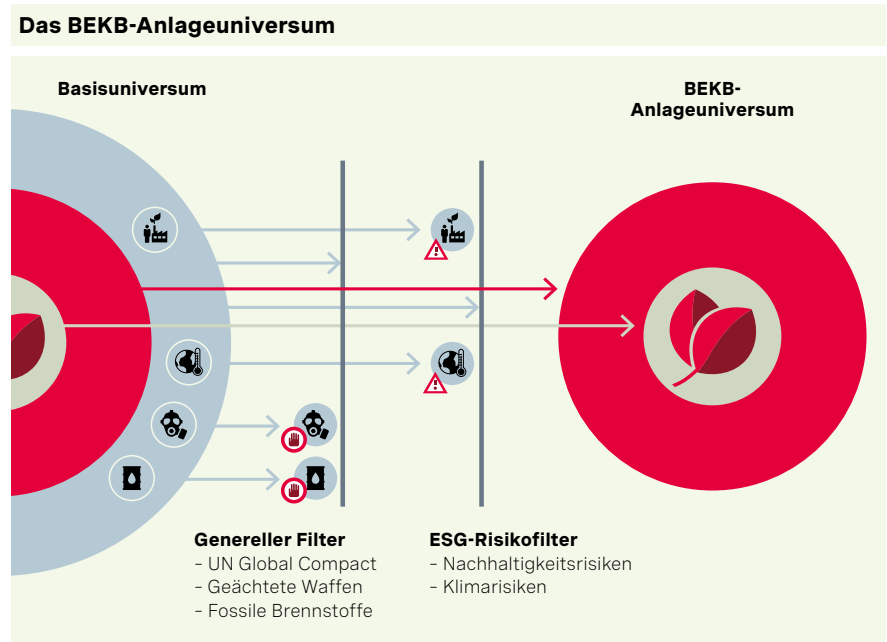 Das BEKB-Anlageuniversum
Basisuniversum
BEKB-
Anlageuniversum
Genereller Filter
– UN Global Compact
– Geächtete Waffen
– Fossile Brennstoffe
ESG-Risikofilter
– Nachhaltigkeitsrisiken
– Klimarisiken